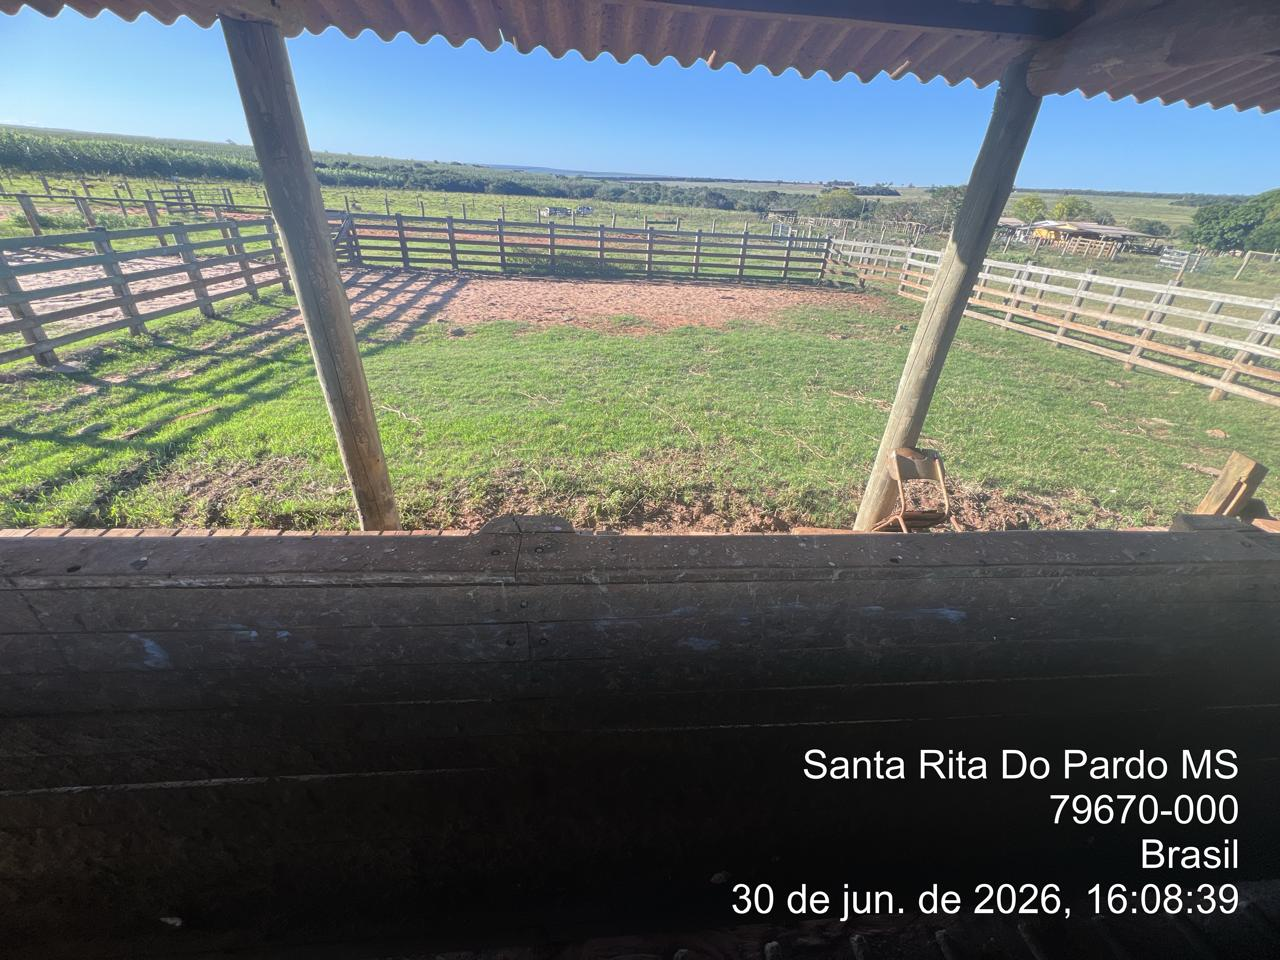 Santa Rita Do Pardo MS
79670-000
Brasil
30 de jun. de 2026, 16:08:39